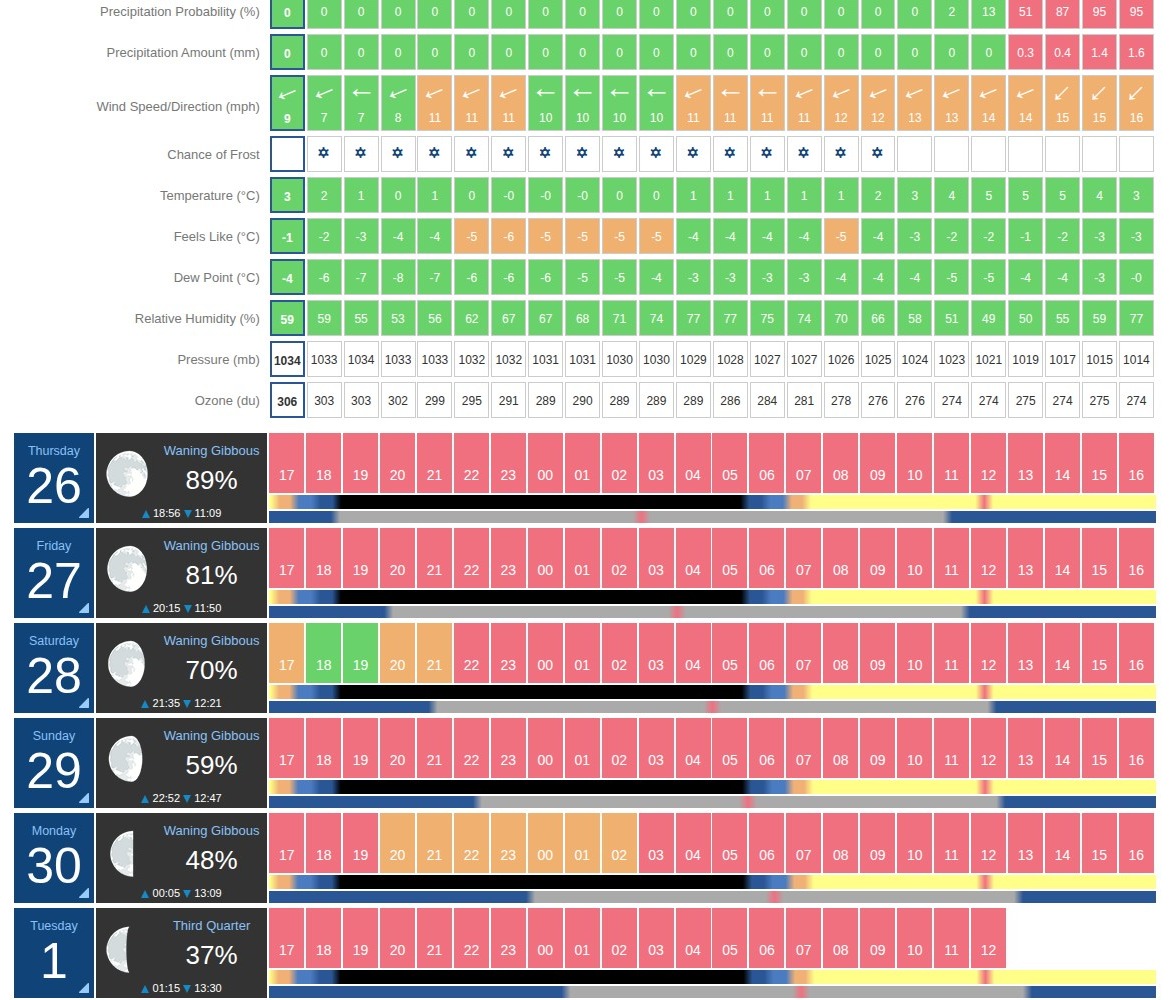 Precipitation Probability (%) 0 0 0 0 0 0 0 0 0 0 0 0 0 0 0 0 0 0 2 13 51 87 95 95
Precipitation Amount (mm) 0 0 0 0 0 0 0 0 0 0 0 0 0 0 0 0 0 0 0 0 0.3 0.4 1.4 1.6
Wind Speed/Direction (mph) 9 7 7 8 11 11 11 10 10 10 10 11 11 11 11 12 12 13 13 14 14 15 15 16
Chance of Frost
Temperature (°C) 3 2 1 0 1 0 -0 -0 -0 0 0 1 1 1 1 1 2 3 4 5 5 5 4 3
Feels Like (°C) -1 -2 -3 -4 -4 -5 -6 -5 -5 -5 -5 -4 -4 -4 -4 -5 -4 -3 -2 -2 -1 -2 -3 -3
Dew Point (°C) -4 -6 -7 -8 -7 -6 -6 -6 -5 -5 -4 -3 -3 -3 -3 -4 -4 -4 -5 -5 -4 -4 -3 -0
Relative Humidity (%) 59 59 55 53 56 62 67 67 68 71 74 77 77 75 74 70 66 58 51 49 50 55 59 77
Pressure (mb) 1034 1033 1034 1033 1033 1032 1032 1031 1031 1030 1030 1029 1028 1027 1027 1026 1025 1024 1023 1021 1019 1017 1015 1014
Ozone (du) 306 303 303 302 299 295 291 289 290 289 289 289 286 284 281 278 276 276 274 274 275 274 275 274
Thursday Waning Gibbous
26 89% 17 18 19 20 21 22 23 00 01 02 03 04 05 06 07 08 09 10 11 12 13 14 15 16
▲ 18:56 ▼ 11:09
Friday Waning Gibbous
27 81% 17 18 19 20 21 22 23 00 01 02 03 04 05 06 07 08 09 10 11 12 13 14 15 16
▲ 20:15 ▼ 11:50
Saturday Waning Gibbous
28 70% 17 18 19 20 21 22 23 00 01 02 03 04 05 06 07 08 09 10 11 12 13 14 15 16
▲ 21:35 ▼ 12:21
Sunday Waning Gibbous
29 59% 17 18 19 20 21 22 23 00 01 02 03 04 05 06 07 08 09 10 11 12 13 14 15 16
▲ 22:52 ▼ 12:47
Monday Waning Gibbous
30 48% 17 18 19 20 21 22 23 00 01 02 03 04 05 06 07 08 09 10 11 12 13 14 15 16
▲ 00:05 ▼ 13:09
Tuesday Third Quarter
1 37% 17 18 19 20 21 22 23 00 01 02 03 04 05 06 07 08 09 10 11 12
▲ 01:15 ▼ 13:30